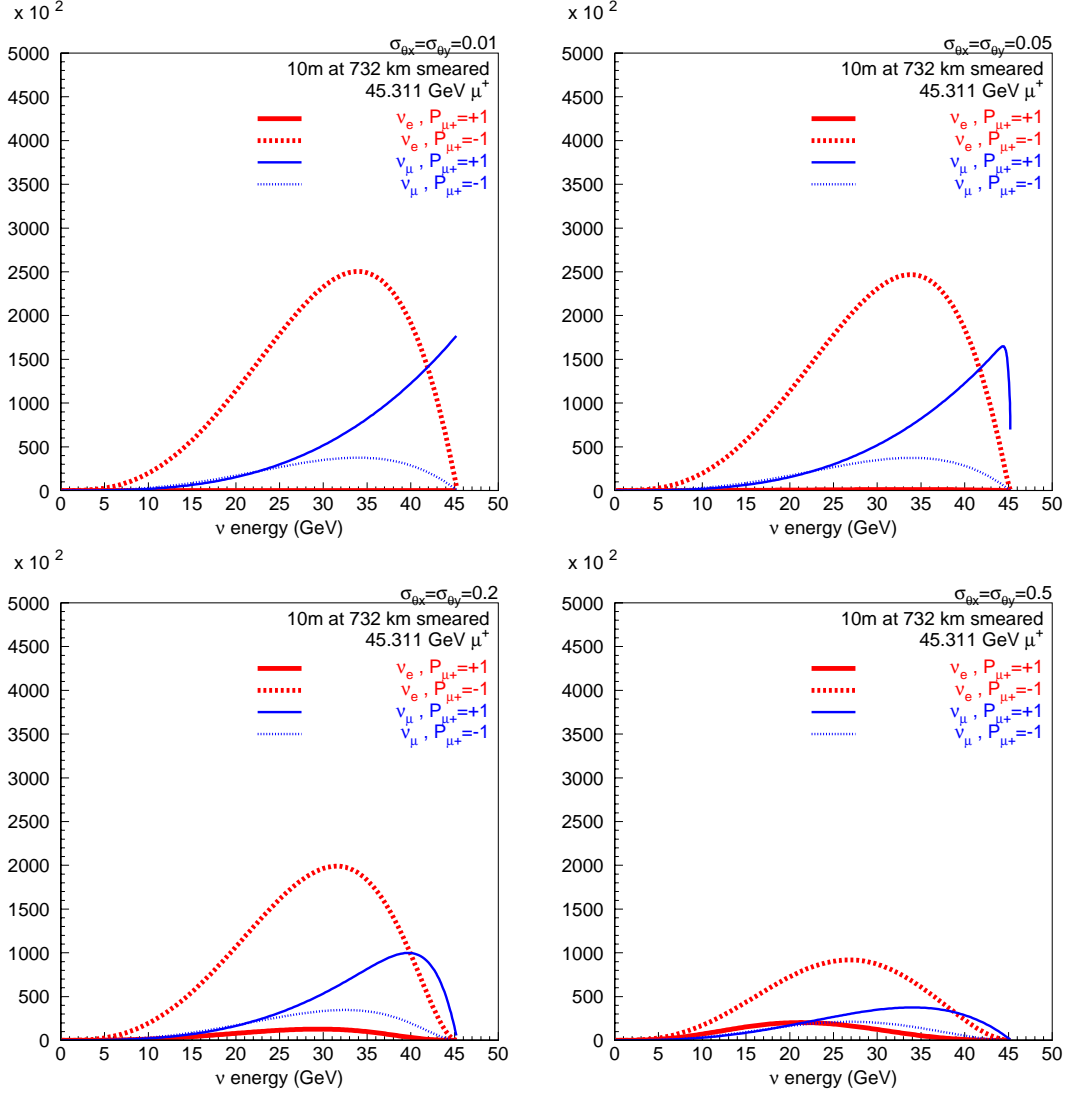 x 10 2
σθx=σθy=0.01
10m at 732 km smeared
45.311 GeV μ+
νe , Pμ+=+1
νe , Pμ+=-1
νμ , Pμ+=+1
νμ , Pμ+=-1
5000
4500
4000
3500
3000
2500
2000
1500
1000
500
0
0 5 10 15 20 25 30 35 40 45 50
ν energy (GeV)
x 10 2
σθx=σθy=0.05
10m at 732 km smeared
45.311 GeV μ+
νe , Pμ+=+1
νe , Pμ+=-1
νμ , Pμ+=+1
νμ , Pμ+=-1
5000
4500
4000
3500
3000
2500
2000
1500
1000
500
0
0 5 10 15 20 25 30 35 40 45 50
ν energy (GeV)
x 10 2
σθx=σθy=0.2
10m at 732 km smeared
45.311 GeV μ+
νe , Pμ+=+1
νe , Pμ+=-1
νμ , Pμ+=+1
νμ , Pμ+=-1
5000
4500
4000
3500
3000
2500
2000
1500
1000
500
0
0 5 10 15 20 25 30 35 40 45 50
ν energy (GeV)
x 10 2
σθx=σθy=0.5
10m at 732 km smeared
45.311 GeV μ+
νe , Pμ+=+1
νe , Pμ+=-1
νμ , Pμ+=+1
νμ , Pμ+=-1
5000
4500
4000
3500
3000
2500
2000
1500
1000
500
0
0 5 10 15 20 25 30 35 40 45 50
ν energy (GeV)